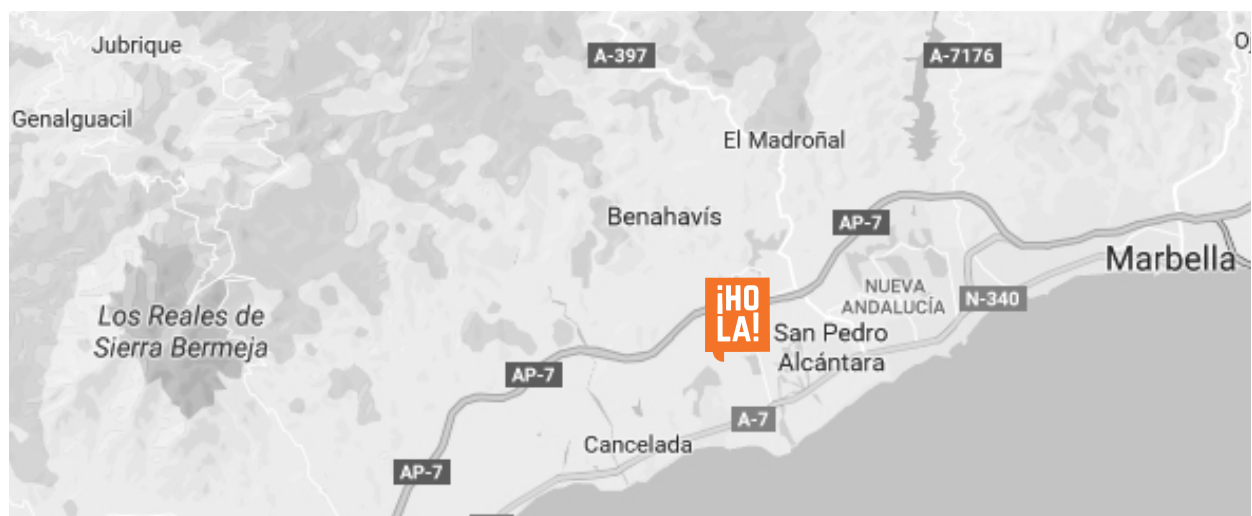 Jubrique
A-397
A-7176
Genalguacil
El Madroñal
Benahavís
AP-7
Marbella
NUEVA
ANDALUCÍA
N-340
¡HO
LA!
Los Reales de
Sierra Bermeja
San Pedro
Alcántara
AP-7
A-7
Cancelada
AP-7